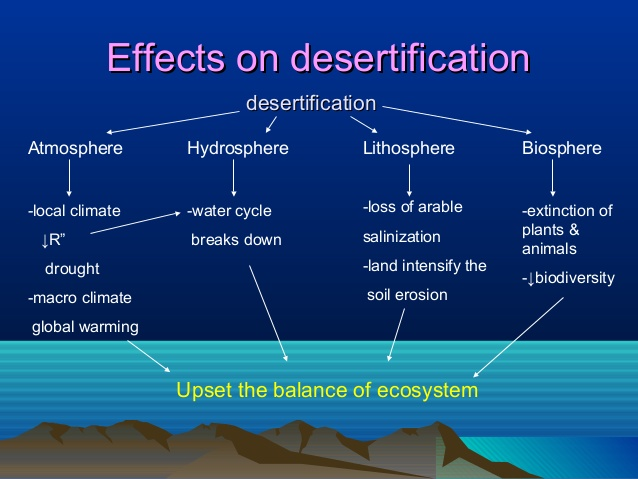 Effects on desertification
desertification
Atmosphere
Hydrosphere
Lithosphere
Biosphere
-local climate
↓R”
drought
-macro climate
global warming
-water cycle
breaks down
-loss of arable
salinization
-land intensify the
soil erosion
-extinction of
plants &
animals
-↓biodiversity
Upset the balance of ecosystem